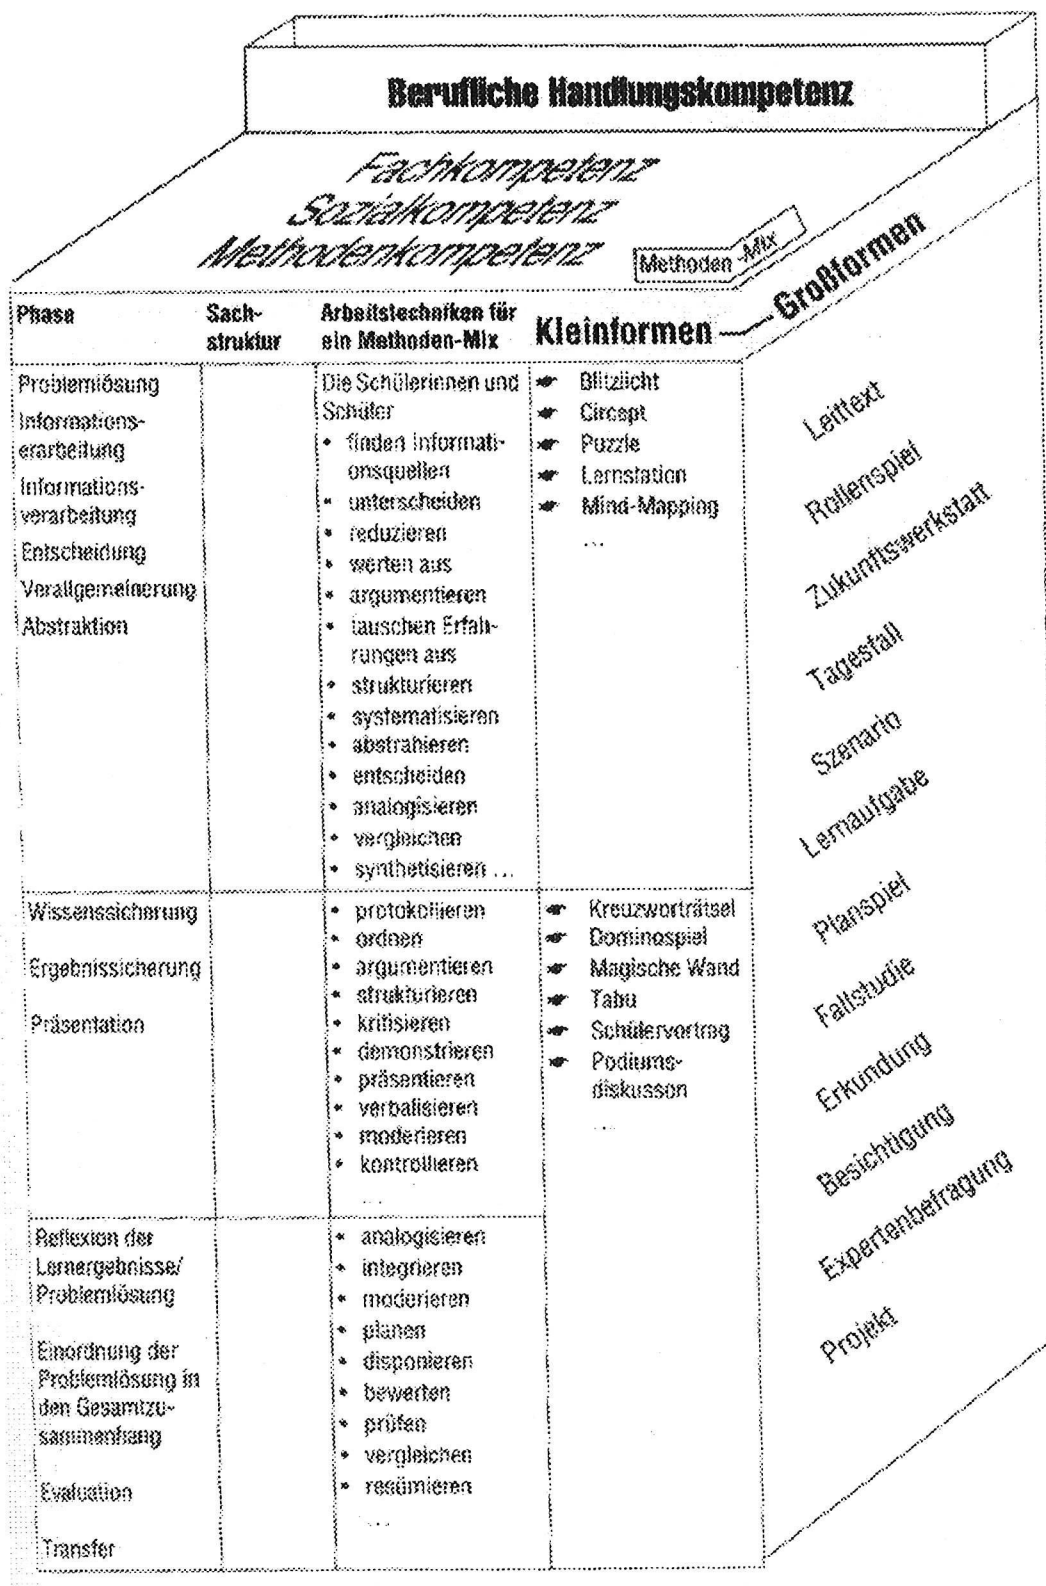 Berufliche Handlungskompetenz
Fachkompetenz
Sozialkompetenz
Methodenkompetenz
Methoden-Mix
Phase
Sach-
struktur
Arbeitstechniken für
ein Methoden-Mix
Kleinformen
Großformen
Problemlösung
Informations-
erarbeitung
Informations-
verarbeitung
Entscheidung
Verallgemeinerung
Abstraktion
Die Schülerinnen und
Schüler
• finden Informati-
onsquellen
• unterscheiden
• reduzieren
• werten aus
• argumentieren
• tauschen Erfah-
rungen aus
• strukturieren
• systematisieren
• abstrahieren
• entscheiden
• analogisieren
• vergleichen
• synthetisieren ...
Blitzlicht
Circept
Puzzle
Lernstation
Mind-Mapping
...
Wissenssicherung
Ergebnissicherung
Präsentation
• protokollieren
• ordnen
• argumentieren
• strukturieren
• kritisieren
• demonstrieren
• präsentieren
• verbalisieren
• moderieren
• kontrollieren
...
Kreuzworträtsel
Dominospiel
Magische Wand
Tabu
Schülervortrag
Podiums-
diskusson
...
Reflexion der
Lernergebnisse/
Problemlösung
Einordnung der
Problemlösung in
den Gesamtzu-
sammenhang
Evaluation
Transfer
• analogisieren
• integrieren
• moderieren
• planen
• disponieren
• bewerten
• prüfen
• vergleichen
• resümieren
...
Leittext
Rollenspiel
Zukunftswerkstatt
Tagesfall
Szenario
Lernaufgabe
Planspiel
Fallstudie
Erkundung
Besichtigung
Expertenbefragung
Projekt